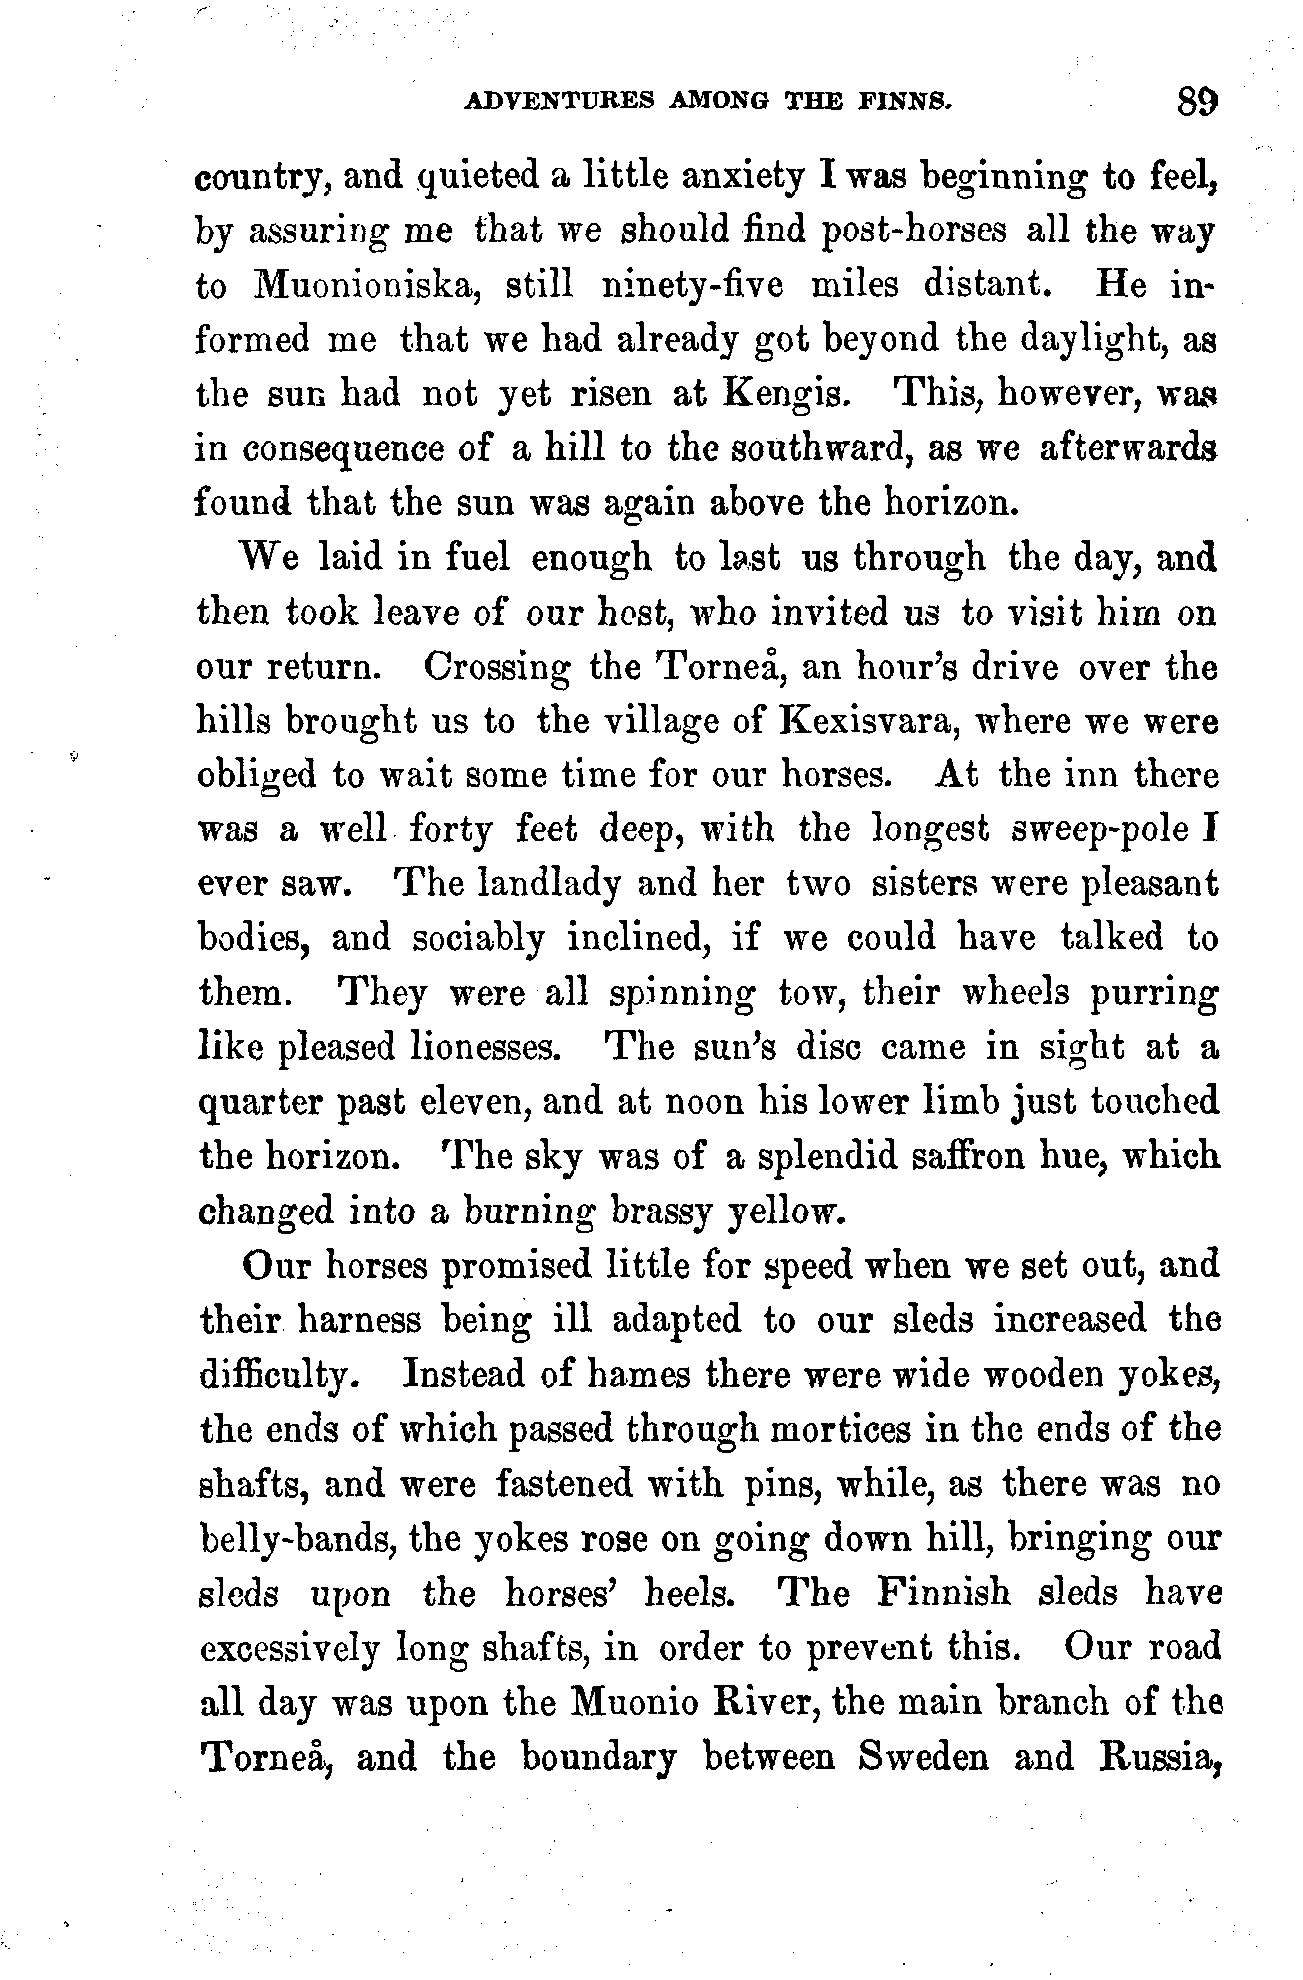 ADVENTURES AMONG THE FINNS. 89
country, and quieted a little anxiety I was beginning to feel,
by assuring me that we should find post-horses all the way
to Muonioniska, still ninety-five miles distant. He in-
formed me that we had already got beyond the daylight, as
the sun had not yet risen at Kengis. This, however, was
in consequence of a hill to the southward, as we afterwards
found that the sun was again above the horizon.
We laid in fuel enough to last us through the day, and
then took leave of our host, who invited us to visit him on
our return. Crossing the Torneå, an hour's drive over the
hills brought us to the village of Kexisvara, where we were
obliged to wait some time for our horses. At the inn there
was a well forty feet deep, with the longest sweep-pole I
ever saw. The landlady and her two sisters were pleasant
bodies, and sociably inclined, if we could have talked to
them. They were all spinning tow, their wheels purring
like pleased lionesses. The sun's disc came in sight at a
quarter past eleven, and at noon his lower limb just touched
the horizon. The sky was of a splendid saffron hue, which
changed into a burning brassy yellow.
Our horses promised little for speed when we set out, and
their harness being ill adapted to our sleds increased the
difficulty. Instead of hames there were wide wooden yokes,
the ends of which passed through mortices in the ends of the
shafts, and were fastened with pins, while, as there was no
belly-bands, the yokes rose on going down hill, bringing our
sleds upon the horses' heels. The Finnish sleds have
excessively long shafts, in order to prevent this. Our road
all day was upon the Muonio River, the main branch of the
Torneå, and the boundary between Sweden and Russia,